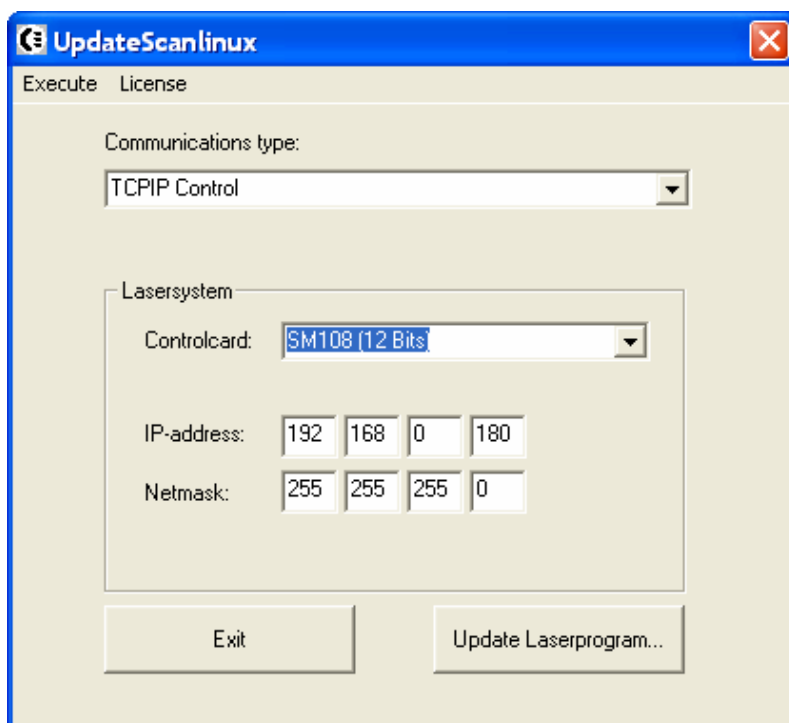 UpdateScanlinux
Execute License
Communications type:
TCPIP Control
Lasersystem
Controlcard: SM108 (12 Bits)
IP-address: 192 168 0 180
Netmask: 255 255 255 0
Exit Update Laserprogram...